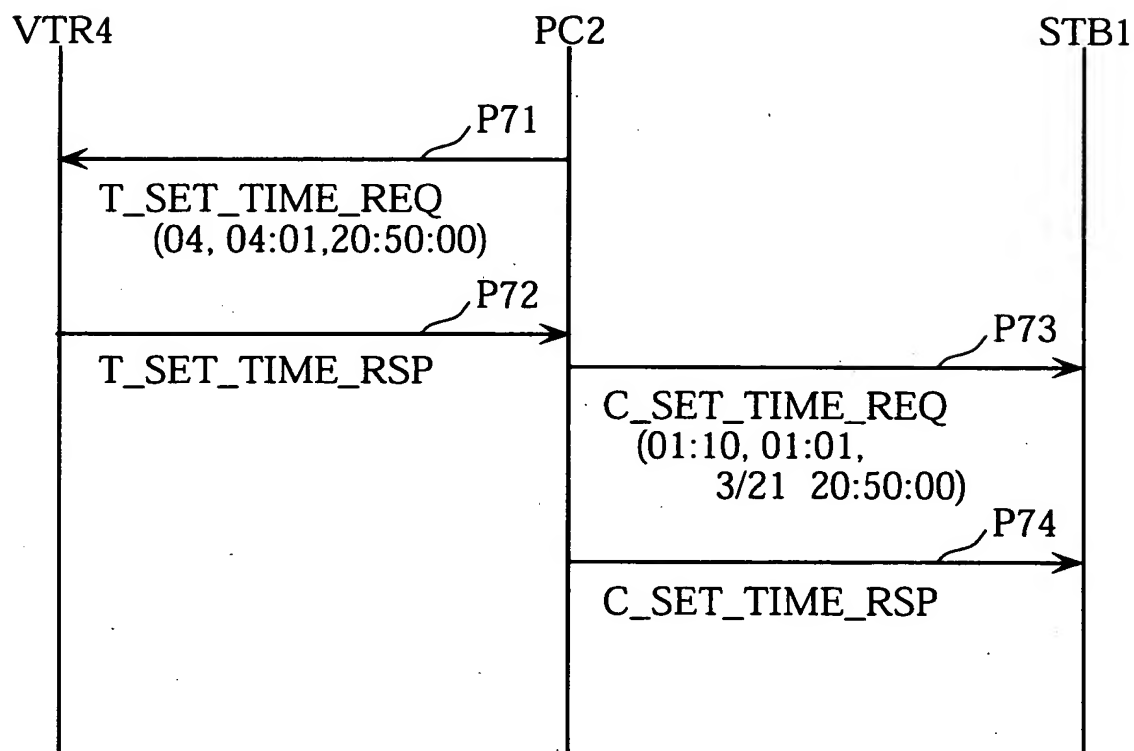 VTR4 PC2 STB1
P71
T_SET_TIME_REQ
(04, 04:01,20:50:00)
P72
T_SET_TIME_RSP
P73
C_SET_TIME_REQ
(01:10, 01:01,
3/21 20:50:00)
P74
C_SET_TIME_RSP